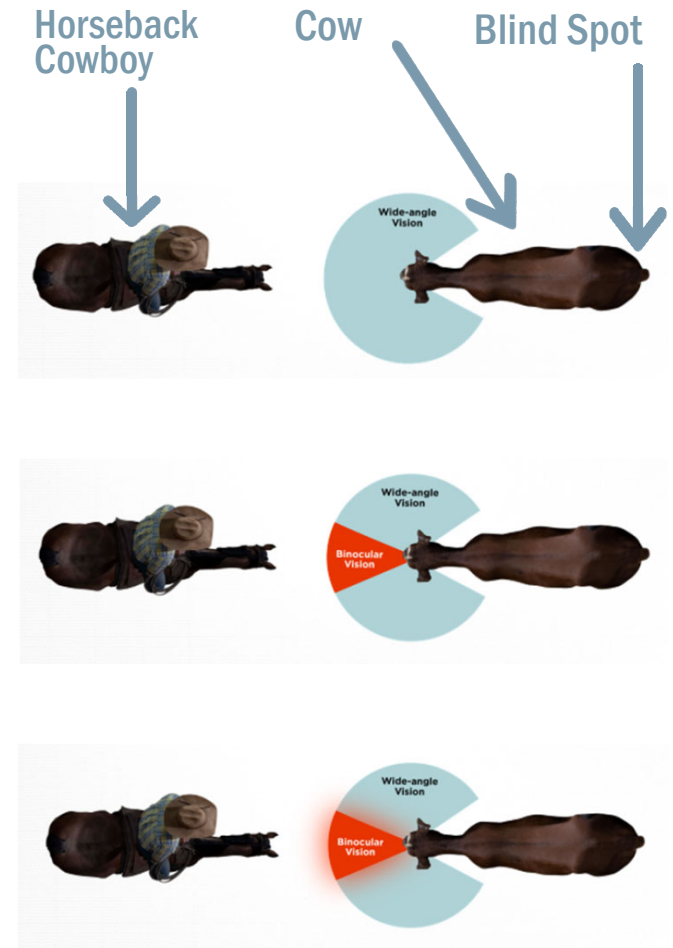 Horseback
Cowboy
Cow
Blind Spot
Wide-angle
Vision
Wide-angle
Vision
Binocular
Vision
Wide-angle
Vision
Binocular
Vision